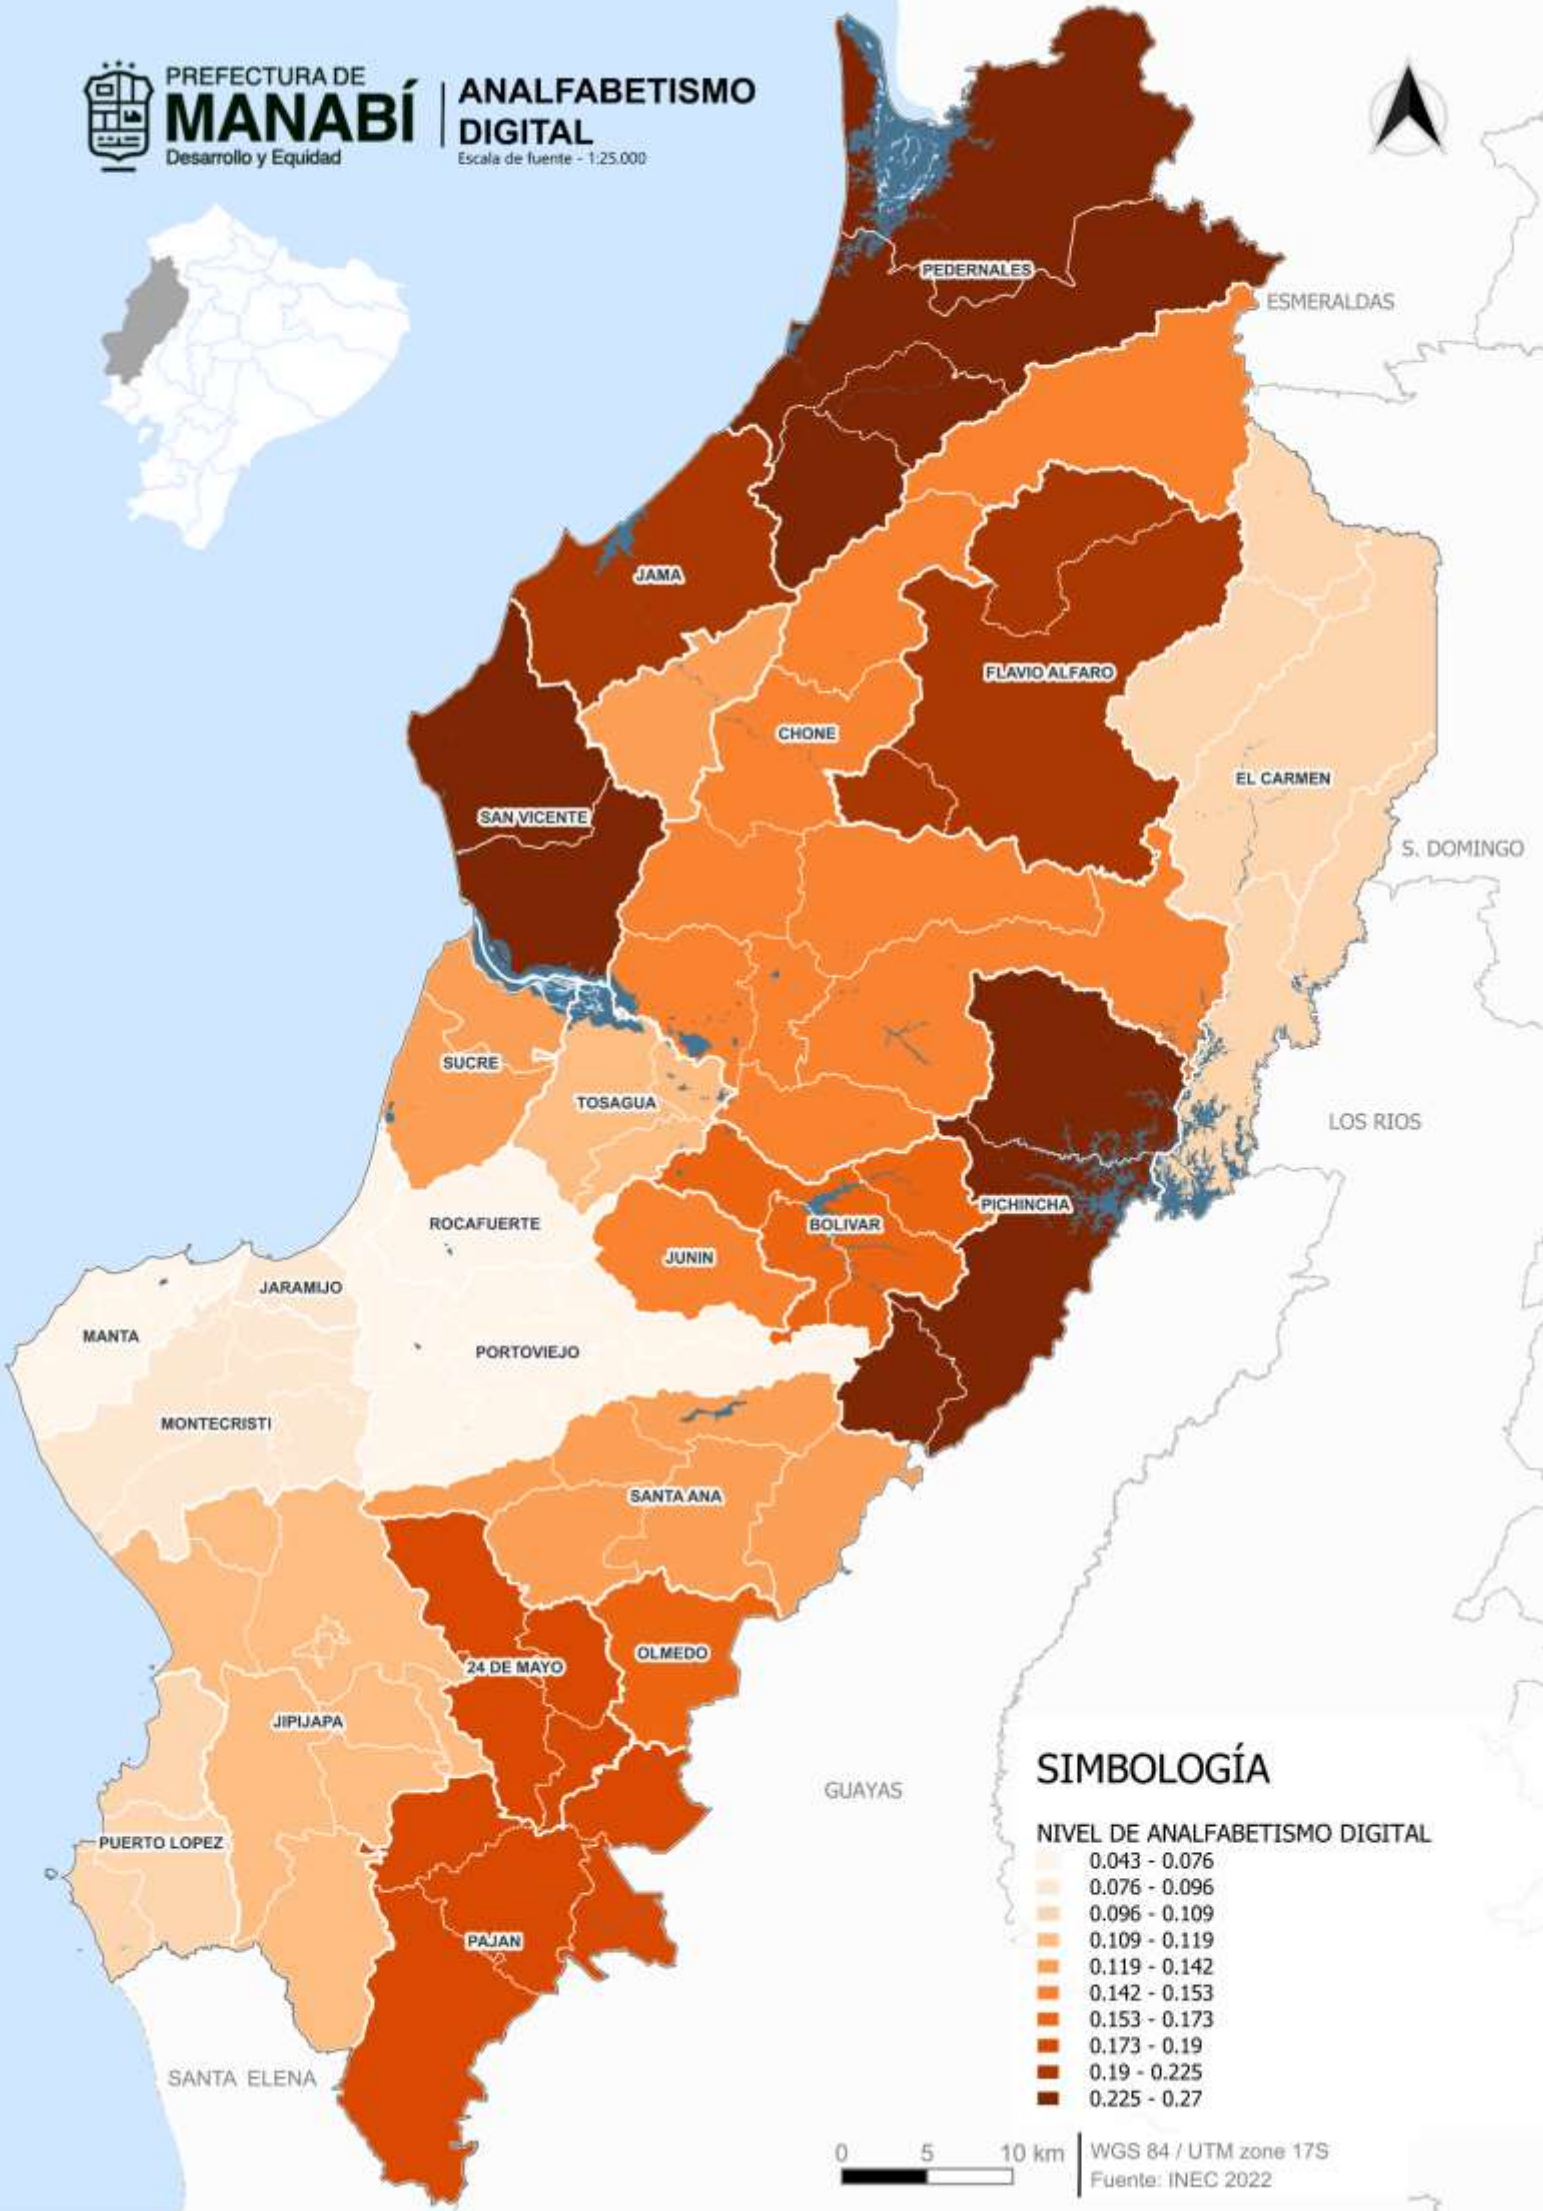 PREFECTURA DE
MANABÍ
Desarrollo y Equidad
ANALFABETISMO
DIGITAL
Escala de fuente - 1:25.000
PEDERNALES
ESMERALDAS
JAMA
FLAVIO ALFARO
CHONE
EL CARMEN
SAN VICENTE
S. DOMINGO
SUCRE
TOSAGUA
LOS RIOS
PICHINCHA
ROCAFUERTE
BOLIVAR
JUNIN
JARAMIJO
MANTA
PORTOVIEJO
MONTECRISTI
SANTA ANA
OLMEDO
24 DE MAYO
JIPIJAPA
GUAYAS
PUERTO LOPEZ
PAJAN
SANTA ELENA
SIMBOLOGÍA
NIVEL DE ANALFABETISMO DIGITAL
0.043 - 0.076
0.076 - 0.096
0.096 - 0.109
0.109 - 0.119
0.119 - 0.142
0.142 - 0.153
0.153 - 0.173
0.173 - 0.19
0.19 - 0.225
0.225 - 0.27
0 5 10 km
WGS 84 / UTM zone 17S
Fuente: INEC 2022